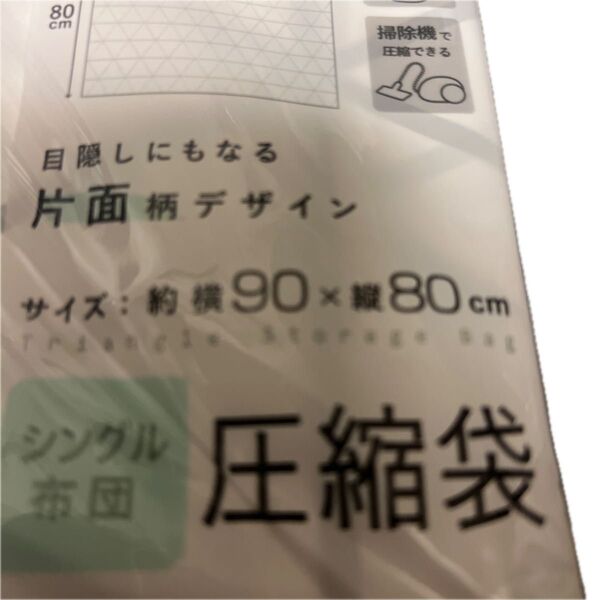 80
cm
掃除機で
圧縮できる
目隠しにもなる
片面柄デザイン
サイズ：約 横90×縦80cm
Triangle Storage Bag
シングル
布団
圧縮袋